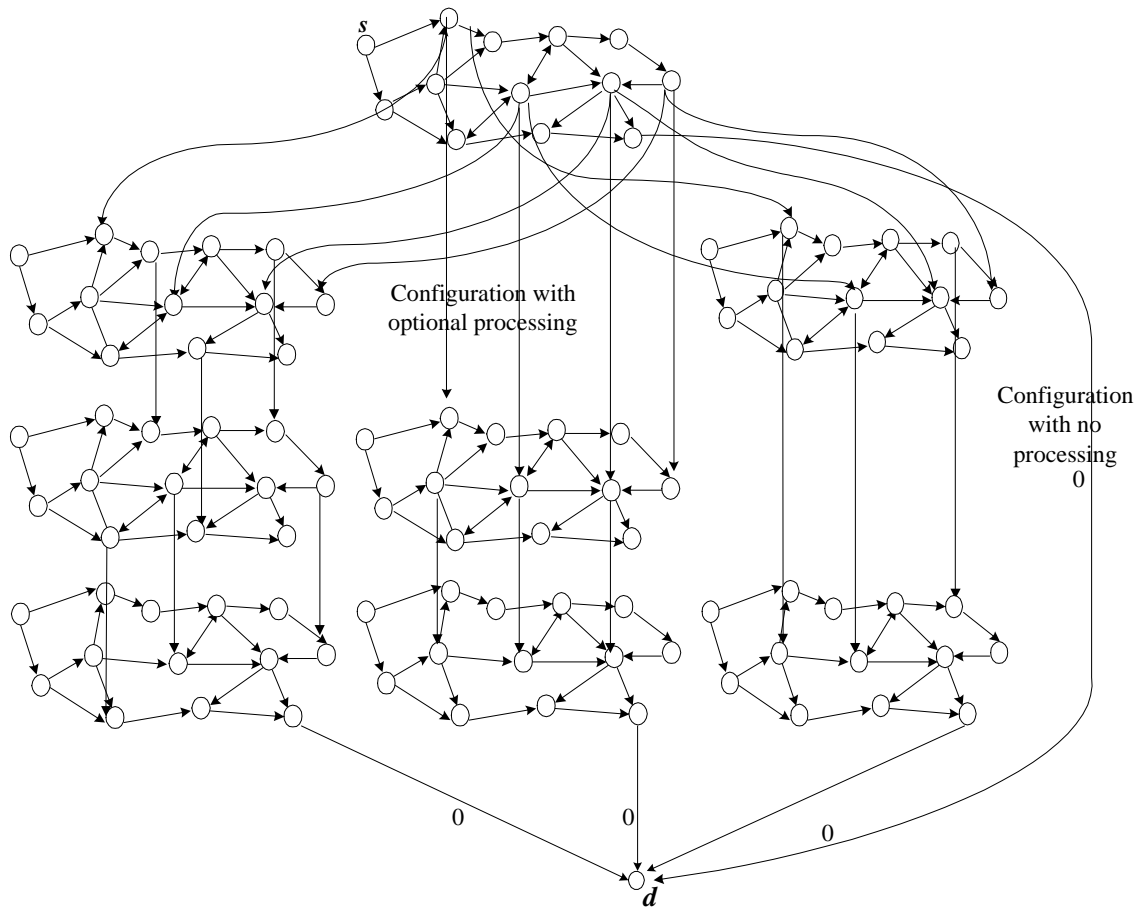 s
Configuration with
optional processing
Configuration
with no
processing
0
0
0
0
d